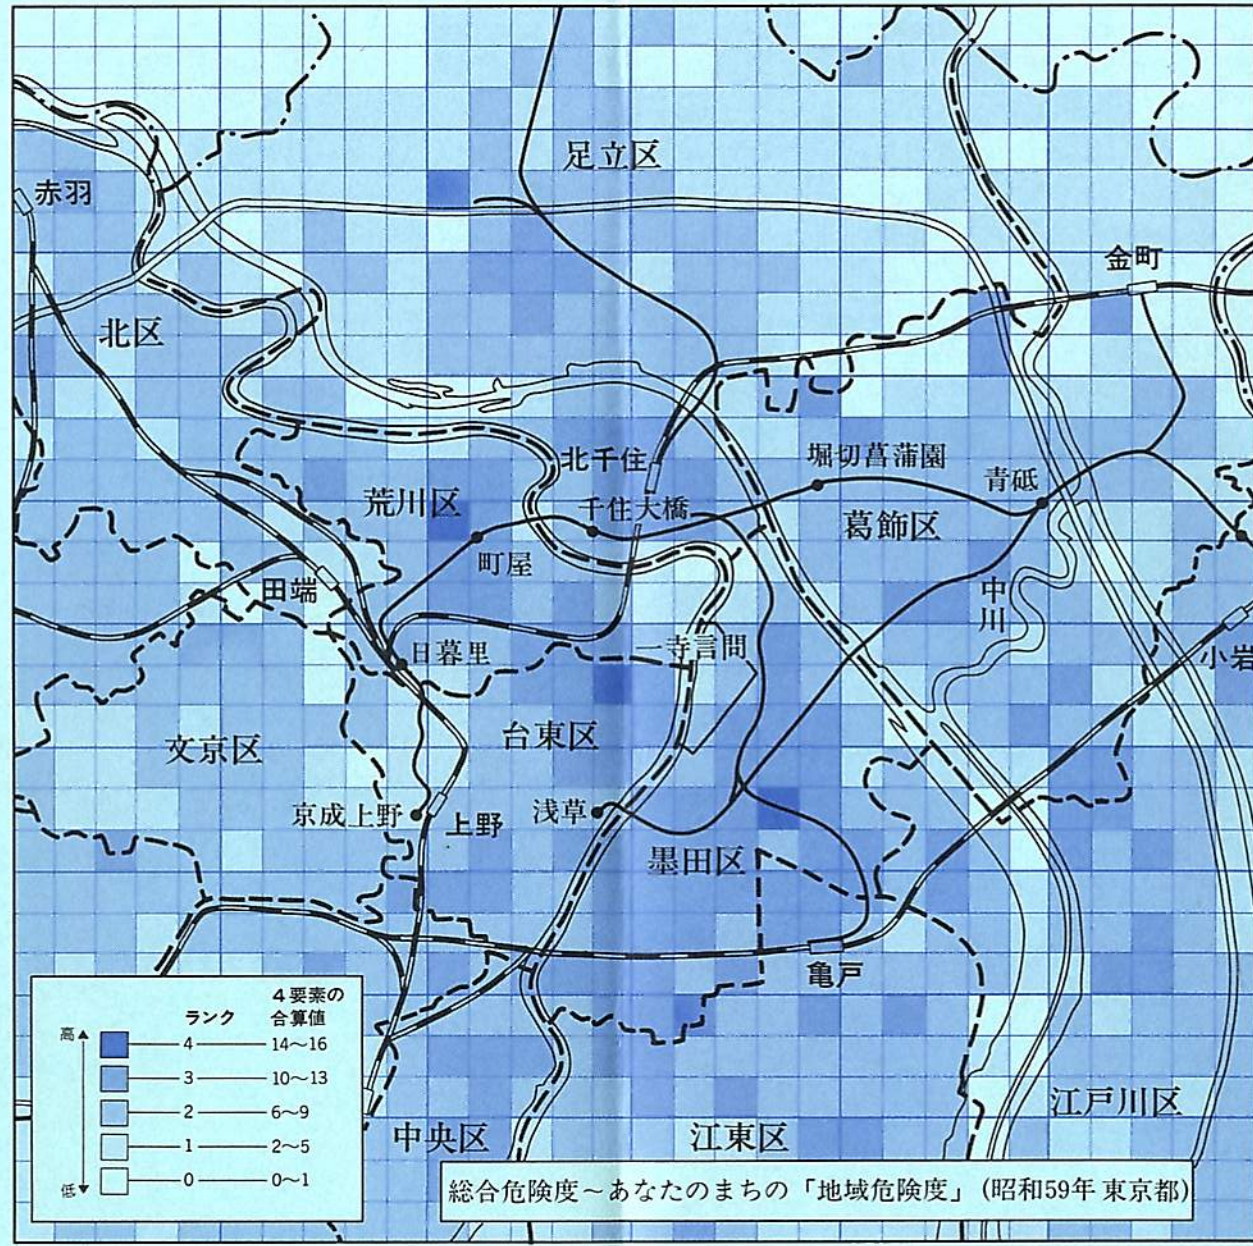 足立区
赤羽
金町
北区
北千住
堀切菖蒲園
青砥
荒川区
千住大橋
葛飾区
町屋
田端
中川
日暮里
一寺言問
小岩
文京区
台東区
京成上野
上野
浅草
墨田区
亀戸
ランク
4要素の
合算値
高
4 14～16
3 10～13
2 6～9
1 2～5
0 0～1
低
中央区
江東区
江戸川区
総合危険度～あなたのまちの「地域危険度」(昭和59年 東京都)